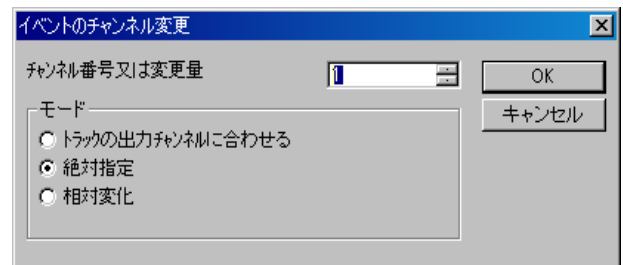 イベントのチャンネル変更
チャンネル番号又は変更量 1
OK
キャンセル
モード
トラックの出力チャンネルに合わせる
絶対指定
相対変化